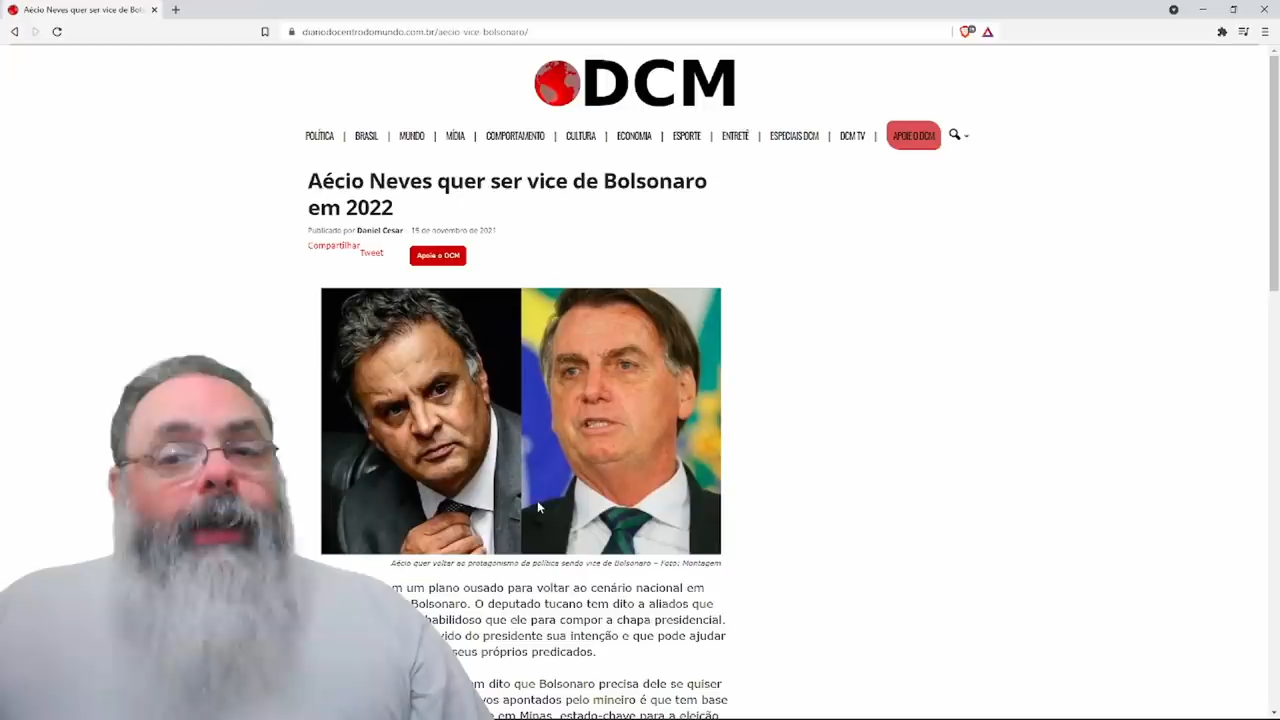 Aécio Neves quer ser vice de Bols
diariodocentrodomundo.com.br/aecio-vice-bolsonaro/
DCM
POLÍTICA | BRASIL | MUNDO | MÍDIA | COMPORTAMENTO | CULTURA | ECONOMIA | ESPORTE | ENTRETÊ | ESPECIAIS DCM | DCM TV | APOIE O DCM
Aécio Neves quer ser vice de Bolsonaro
em 2022
Publicado por Daniel Cesar - 15 de novembro de 2021
Compartilhar
Tweet
Apoie o DCM
Aécio quer voltar ao protagonismo da política sendo vice de Bolsonaro – Foto: Montagem
m um plano ousado para voltar ao cenário nacional em
Bolsonaro. O deputado tucano tem dito a aliados que
habilidoso que ele para compor a chapa presidencial.
vido do presidente sua intenção e que pode ajudar
seus próprios predicados.
m dito que Bolsonaro precisa dele se quiser
vos apontados pelo mineiro é que tem base
e em Minas, estado-chave para a eleição